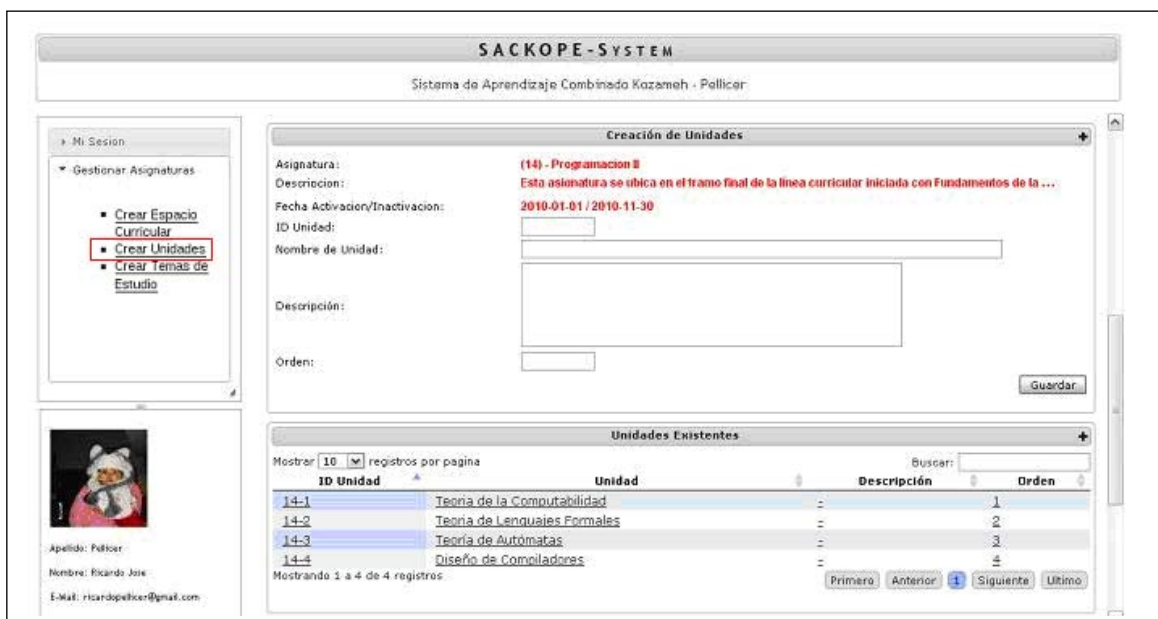 SACKOPE-SYSTEM
Sistema de Aprendizaje Combinado Kozameh - Pellicer
Mi Sesion
Gestionar Asignaturas
Crear Espacio
Curricular
Crear Unidades
Crear Temas de
Estudio
Apellido: Pellicer
Nombre: Ricardo Jose
E-Mail: ricardopellicer@gmail.com
Creación de Unidades
Asignatura: (14) - Programacion II
Descripcion: Esta asignatura se ubica en el tramo final de la línea curricular iniciada con Fundamentos de la ...
Fecha Activacion/Inactivacion: 2010-01-01 / 2010-11-30
ID Unidad:
Nombre de Unidad:
Descripción:
Orden:
Guardar
Unidades Existentes
Mostrar 10 registros por pagina Buscar:
ID Unidad Unidad Descripción Orden
14-1 Teoria de la Computabilidad - 1
14-2 Teoria de Lenguajes Formales - 2
14-3 Teoría de Autómatas - 3
14-4 Diseño de Compiladores - 4
Mostrando 1 a 4 de 4 registros Primero Anterior 1 Siguiente Ultimo